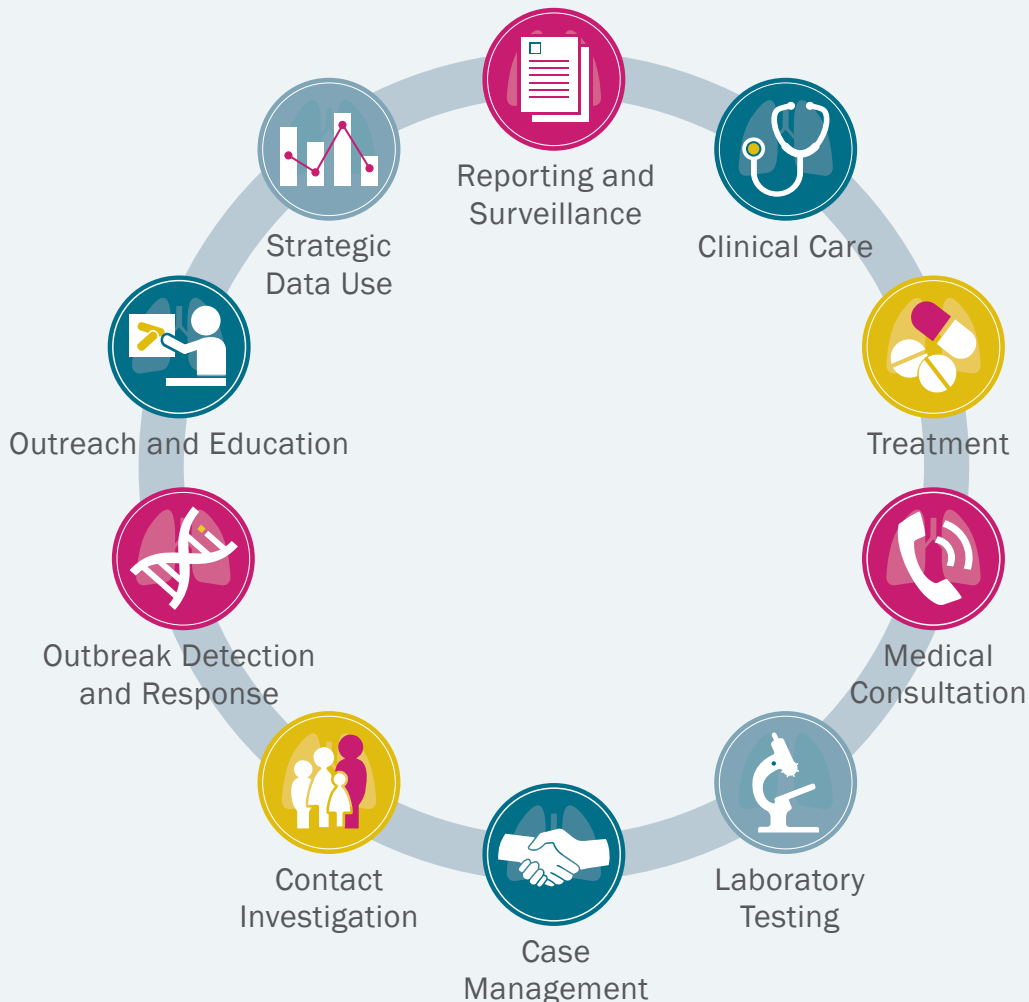 Reporting and
Surveillance
Clinical Care
Treatment
Medical
Consultation
Laboratory
Testing
Case
Management
Contact
Investigation
Outbreak Detection
and Response
Outreach and Education
Strategic
Data Use